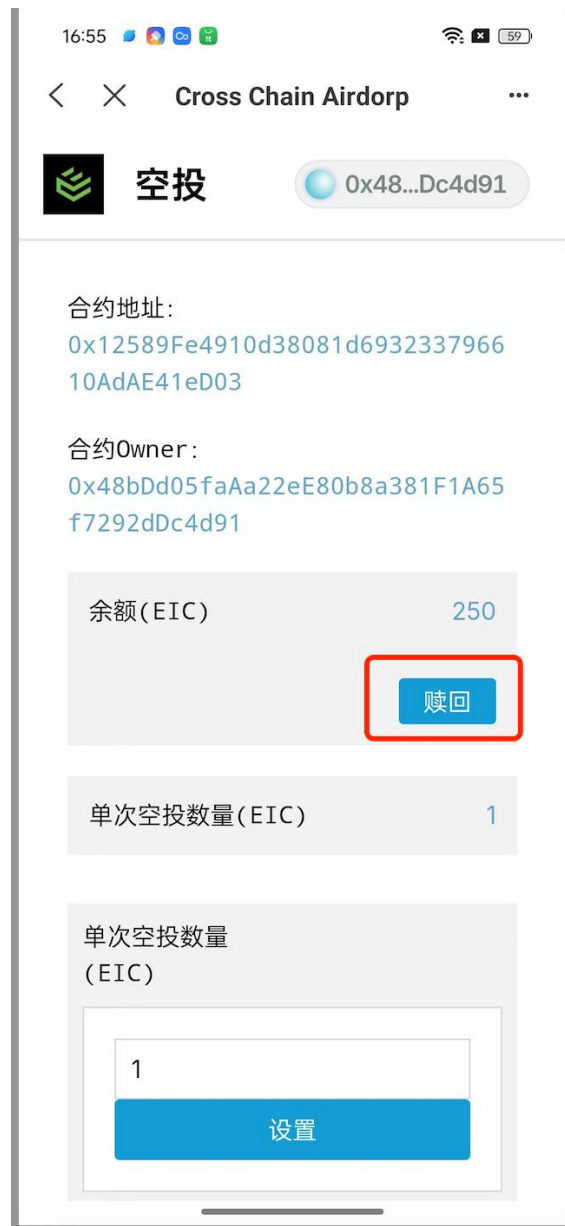 16:55
59
Cross Chain Airdorp
空投
0x48...Dc4d91
合约地址:
0x12589Fe4910d38081d6932337966
10AdAE41eD03
合约Owner:
0x48bDd05faAa22eE80b8a381F1A65
f7292dDc4d91
余额(EIC)
250
赎回
单次空投数量(EIC)
1
单次空投数量
(EIC)
1
设置